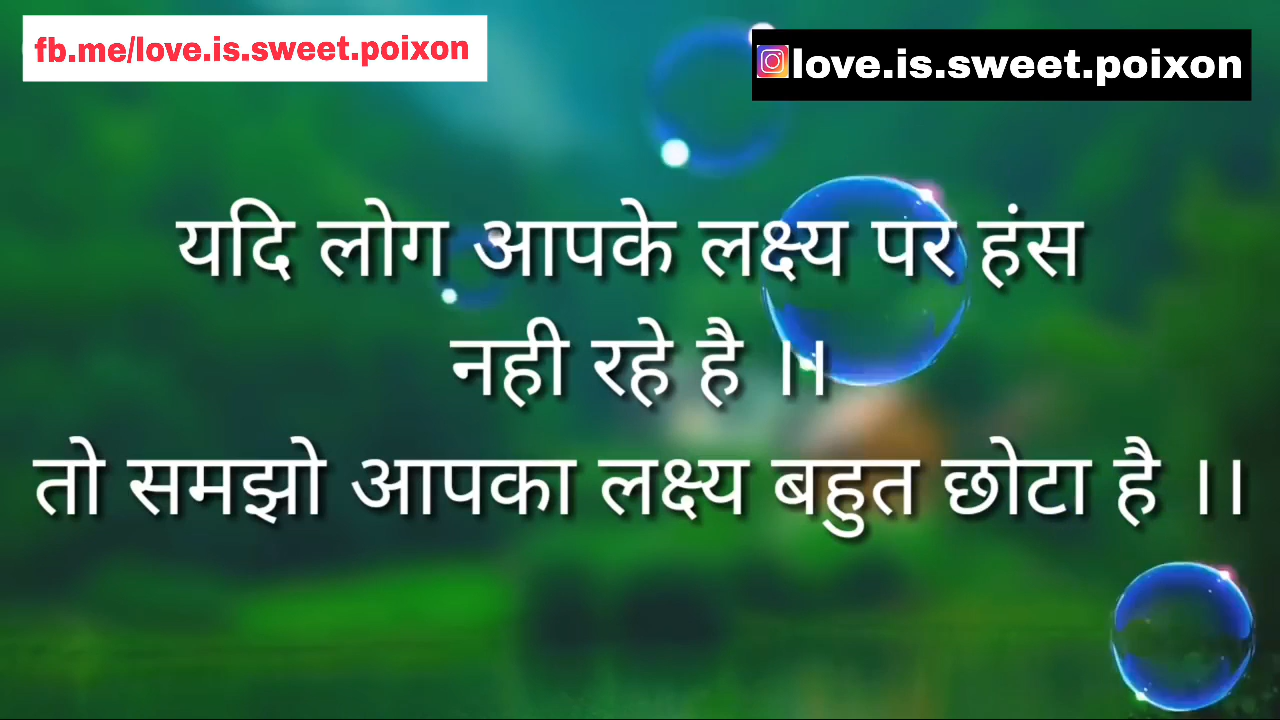 fb.me/love.is.sweet.poixon
love.is.sweet.poixon
यदि लोग आपके लक्ष्य पर हंस
नही रहे है ।।
तो समझो आपका लक्ष्य बहुत छोटा है ।।